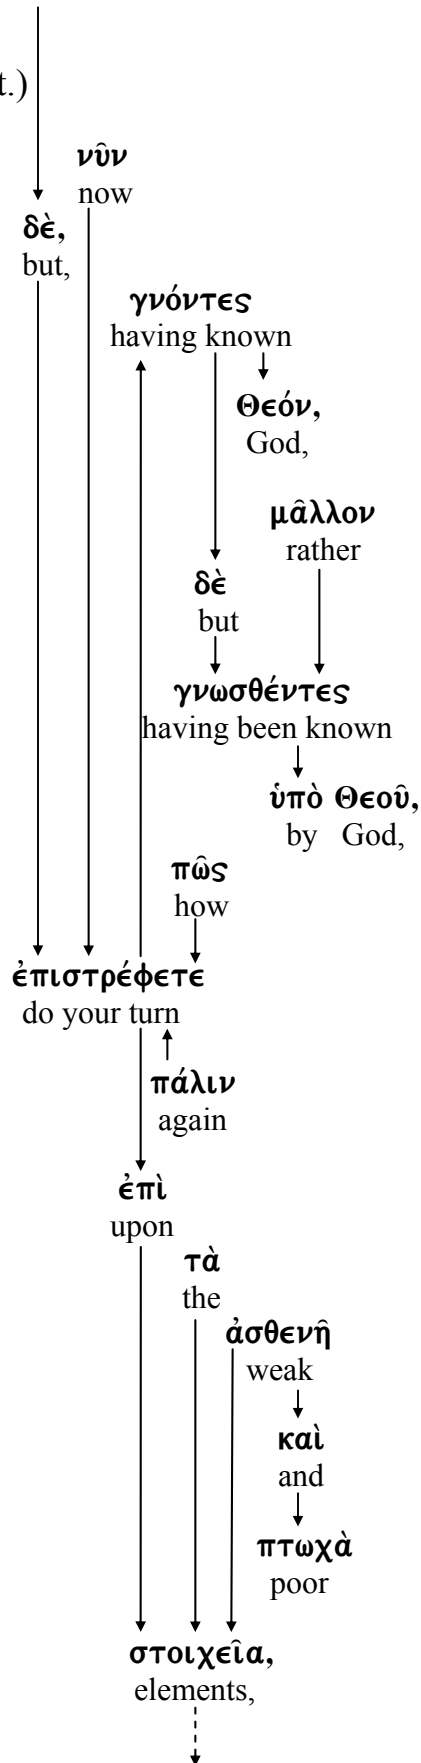 t.)
νῦν
now
δὲ,
but,
γνόντες
having known
Θεόν,
God,
μᾶλλον
rather
δὲ
but
γνωσθέντες
having been known
ὑπὸ Θεοῦ,
by God,
πῶς
how
ἐπιστρέφετε
do your turn
πάλιν
again
ἐπὶ
upon
τὰ
the
ἀσθενῆ
weak
καὶ
and
πτωχὰ
poor
στοιχεῖα,
elements,